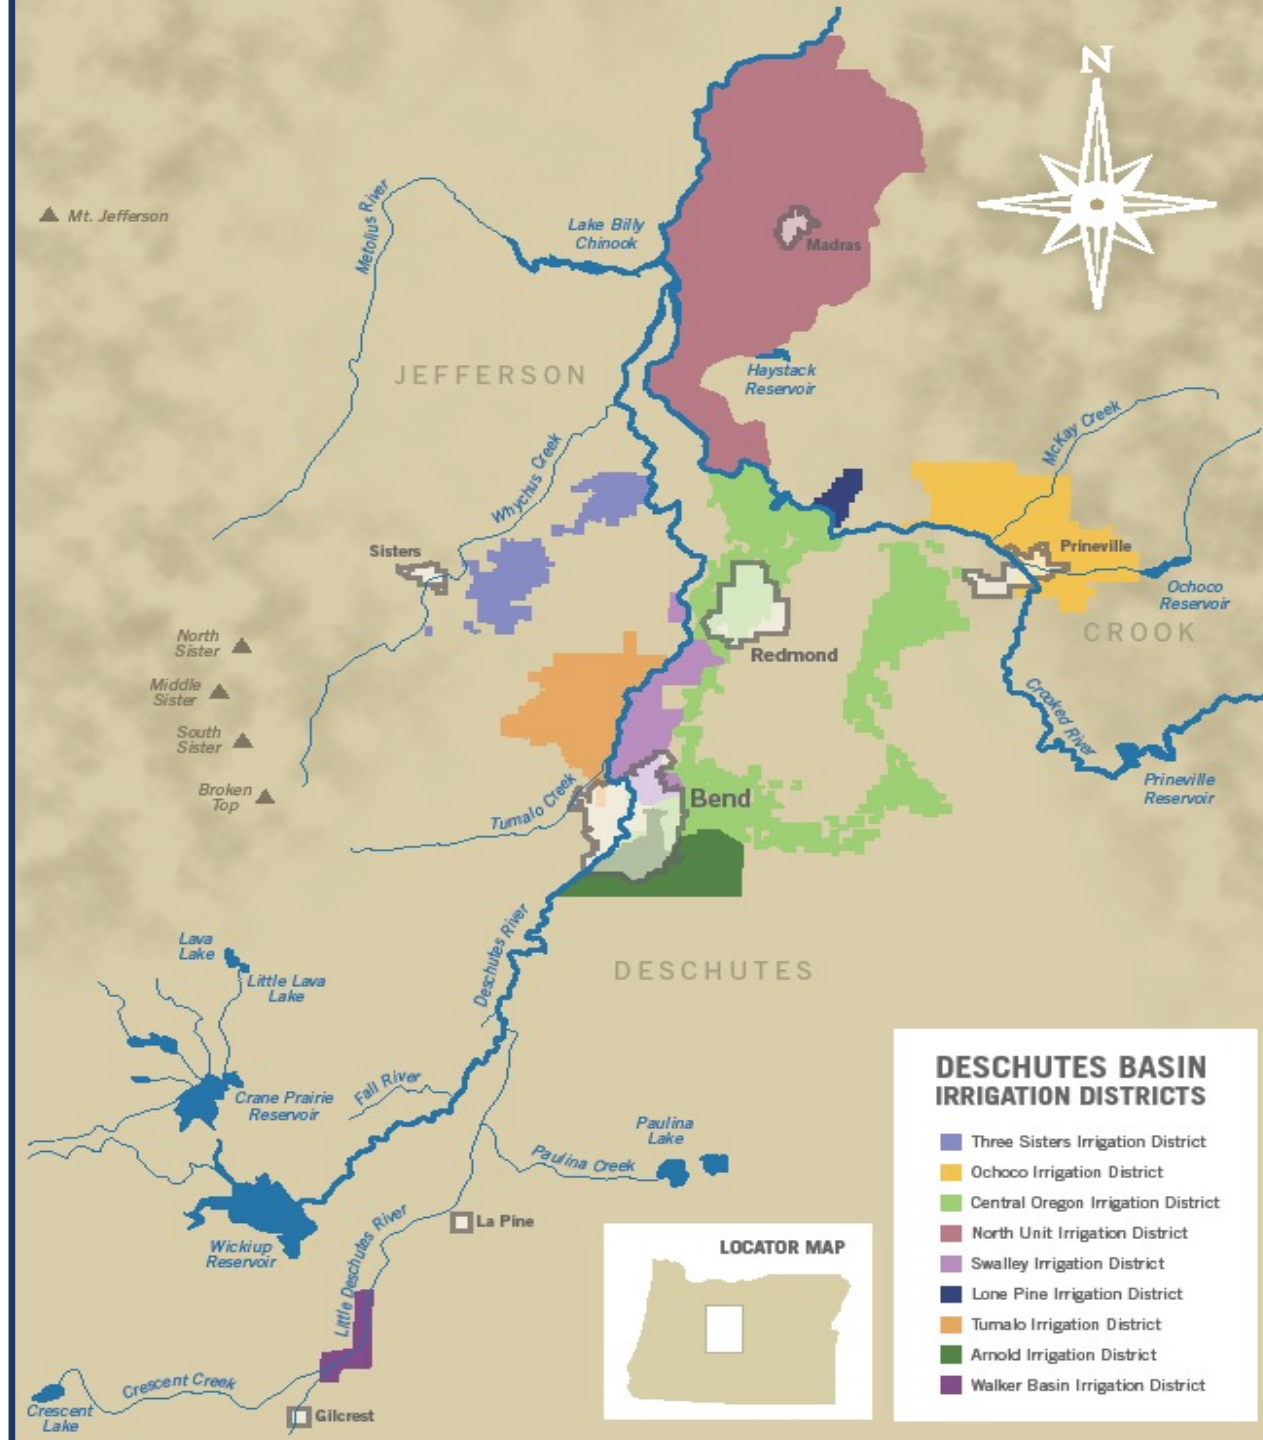 N
Mt. Jefferson
Metolius River
Lake Billy
Chinook
Madras
JEFFERSON
Haystack
Reservoir
McKay Creek
Whychus Creek
Sisters
Prineville
Ochoco
Reservoir
CROOK
North
Sister
Redmond
Middle
Sister
Crooked River
South
Sister
Prineville
Reservoir
Broken
Top
Tumalo Creek
Bend
Deschutes River
Lava
Lake
DESCHUTES
Little Lava
Lake
Fall River
Crane Prairie
Reservoir
Paulina
Lake
Paulina Creek
La Pine
Wickiup
Reservoir
Little Deschutes River
Crescent Creek
Crescent
Lake
Gilcrest
LOCATOR MAP
DESCHUTES BASIN
IRRIGATION DISTRICTS
Three Sisters Irrigation District
Ochoco Irrigation District
Central Oregon Irrigation District
North Unit Irrigation District
Swalley Irrigation District
Lone Pine Irrigation District
Tumalo Irrigation District
Arnold Irrigation District
Walker Basin Irrigation District